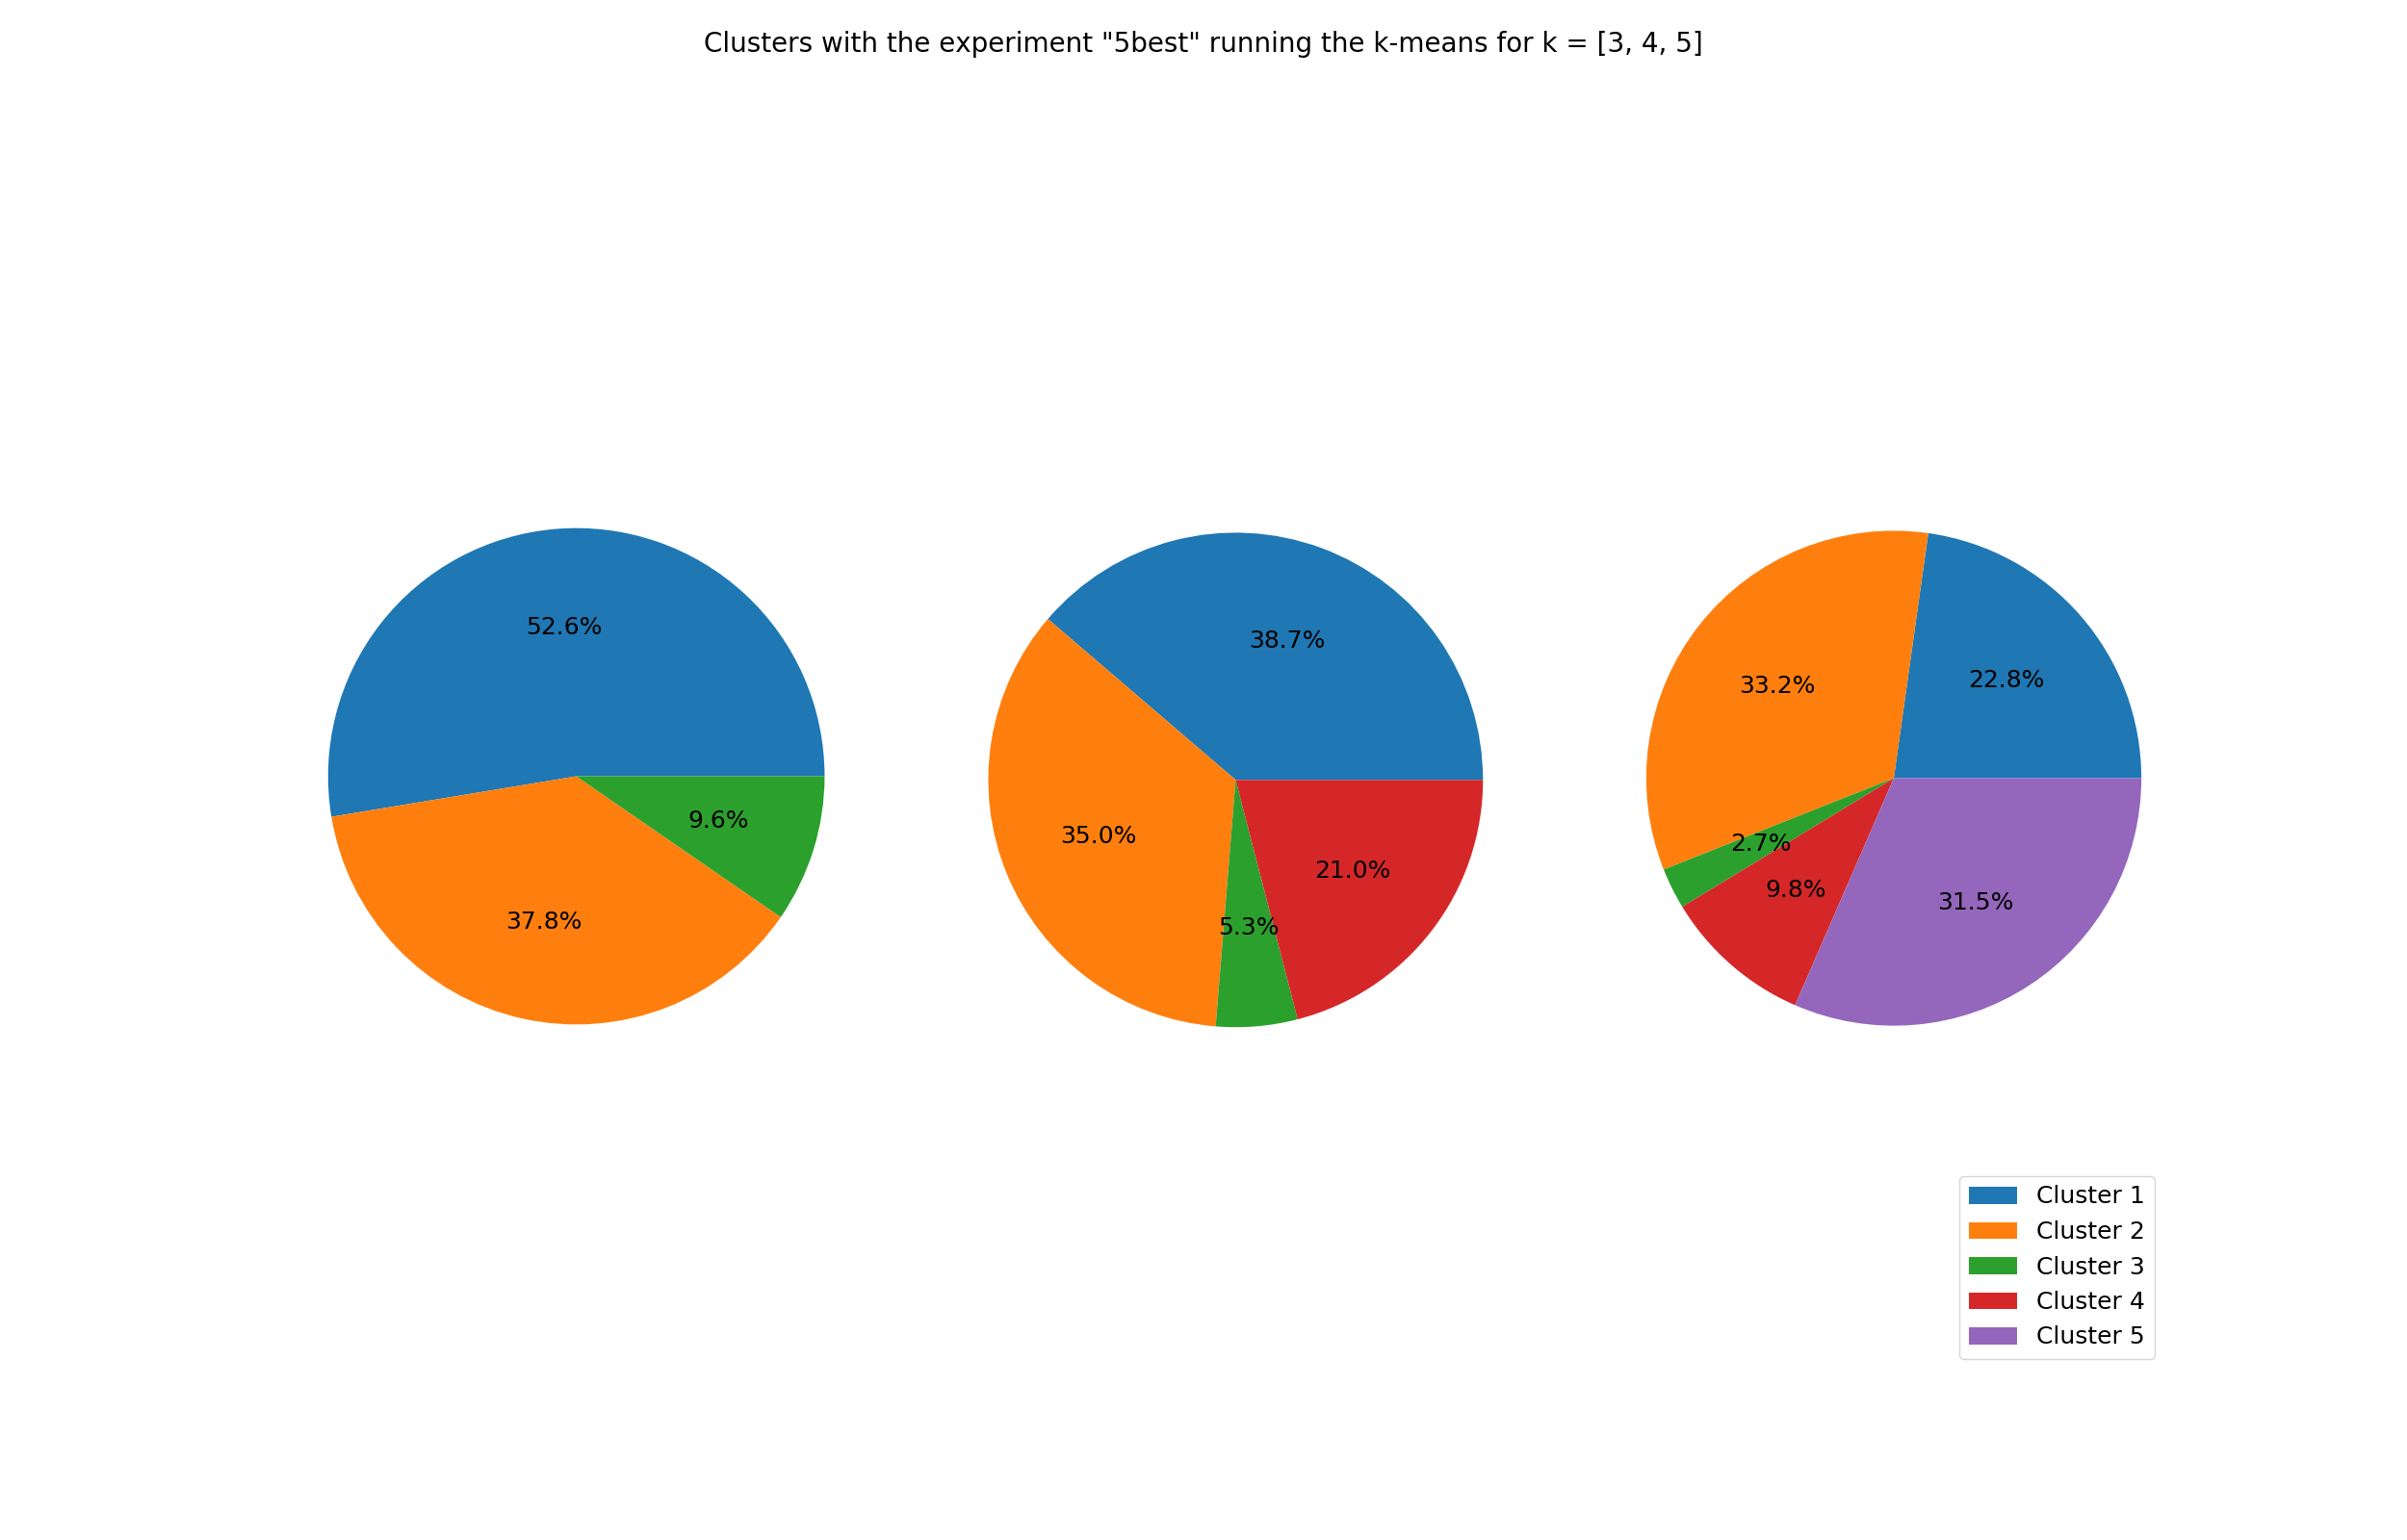 Clusters with the experiment "5best" running the k-means for k = [3, 4, 5]
52.6%
37.8%
9.6%
38.7%
35.0%
5.3%
21.0%
22.8%
33.2%
2.7%
9.8%
31.5%
Cluster 1
Cluster 2
Cluster 3
Cluster 4
Cluster 5